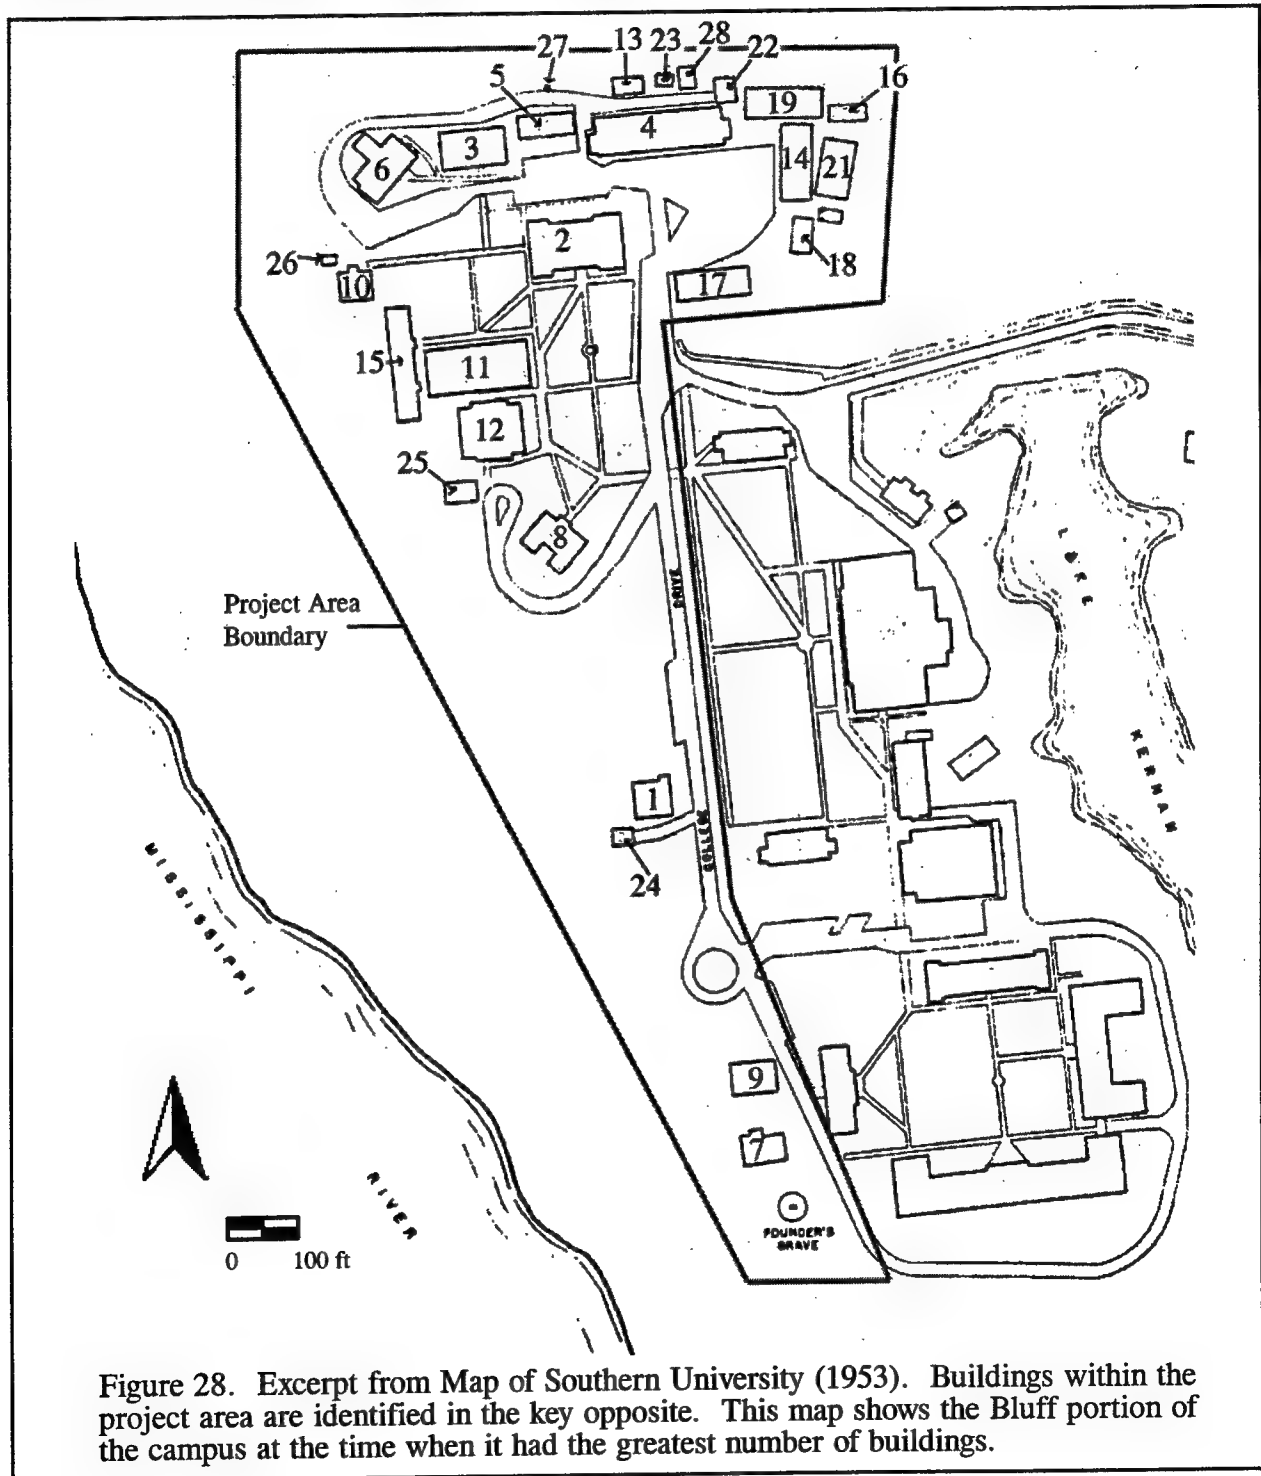 27 13 23 28 22
5 16
19
4
3 14 21
6
2
26 18
10 17
15 11
12
25
8
DRIVE
LAKE
Project Area
Boundary
KERNAN
1
COLLEGE
24
MISSISSIPPI
9
7
RIVER
FOUNDER'S
GRAVE
0 100 ft
Figure 28. Excerpt from Map of Southern University (1953). Buildings within the
project area are identified in the key opposite. This map shows the Bluff portion of
the campus at the time when it had the greatest number of buildings.